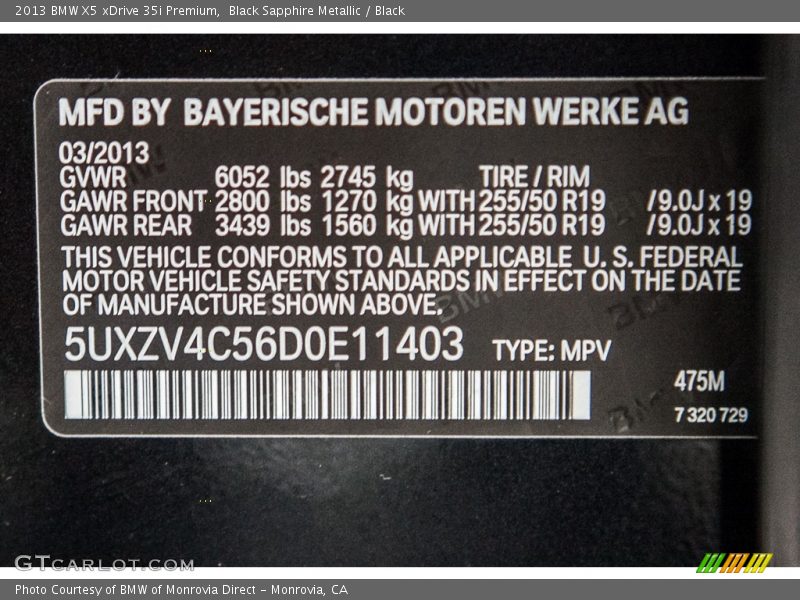 2013 BMW X5 xDrive 35i Premium,  Black Sapphire Metallic / Black
MFD BY BAYERISCHE MOTOREN WERKE AG
03/2013
GVWR 6052 lbs 2745 kg TIRE / RIM
GAWR FRONT 2800 lbs 1270 kg WITH 255/50 R19 /9.0J x 19
GAWR REAR 3439 lbs 1560 kg WITH 255/50 R19 /9.0J x 19
THIS VEHICLE CONFORMS TO ALL APPLICABLE U. S. FEDERAL
MOTOR VEHICLE SAFETY STANDARDS IN EFFECT ON THE DATE
OF MANUFACTURE SHOWN ABOVE.
5UXZV4C56D0E11403 TYPE: MPV
475M
7 320 729
GTCARLOT.COM
Photo Courtesy of BMW of Monrovia Direct - Monrovia, CA